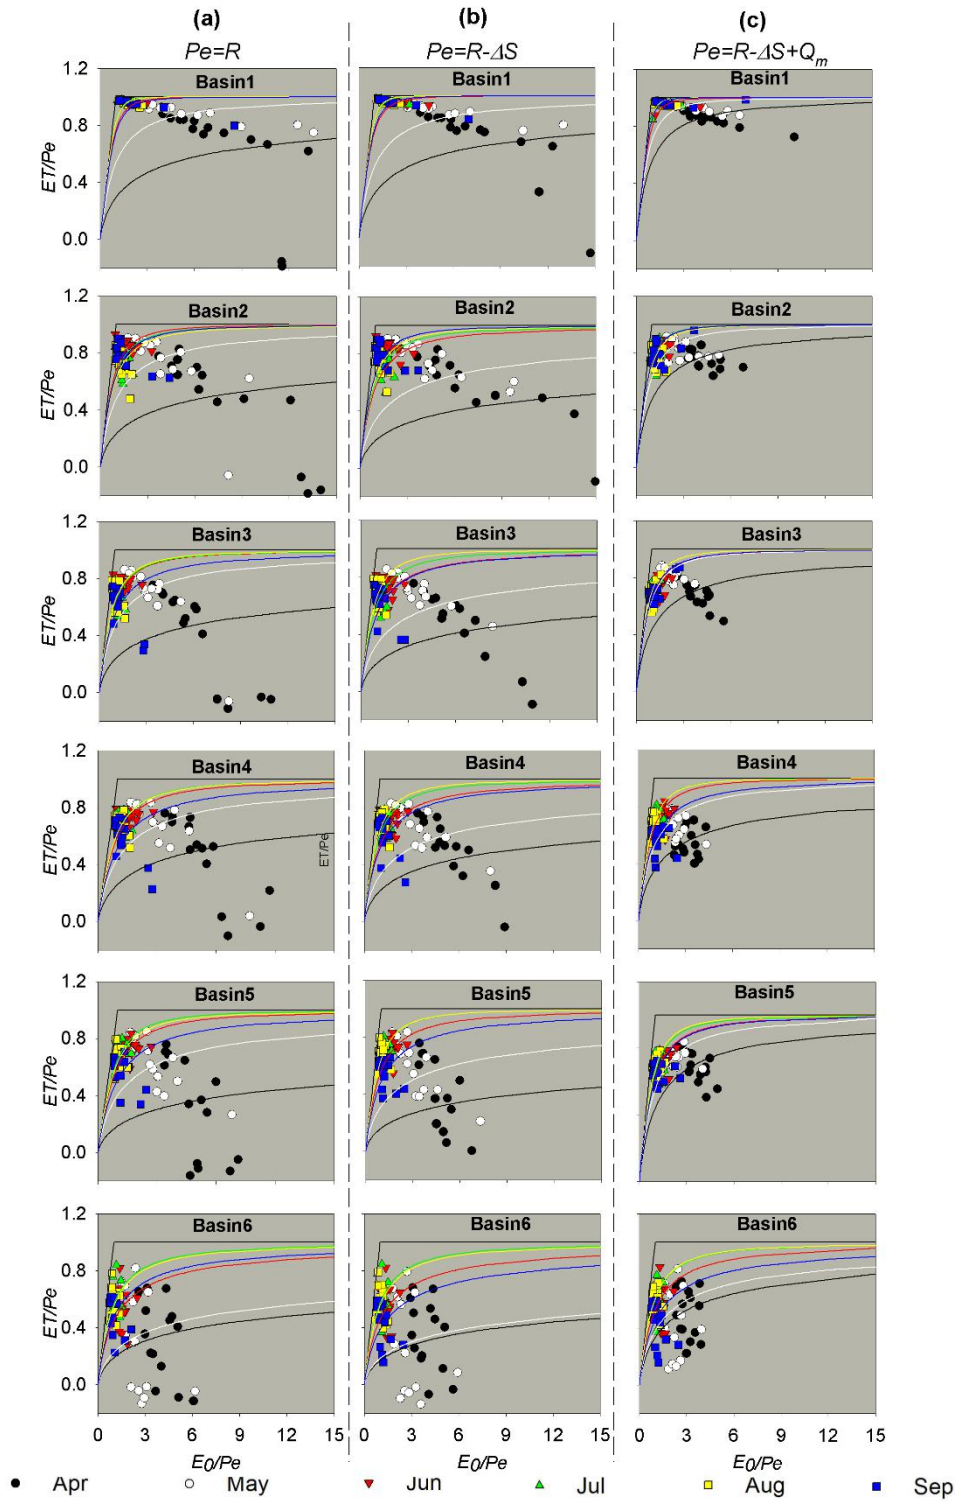 (a) (b) (c)
Pe=R Pe=R-ΔS Pe=R-ΔS+Qm
1.2 Basin1 Basin1 Basin1
0.8
ET/Pe
0.4
0.0
1.2 Basin2 Basin2 Basin2
0.8
ET/Pe
0.4
0.0
1.2 Basin3 Basin3 Basin3
0.8
ET/Pe
0.4
0.0
1.2 Basin4 Basin4 Basin4
0.8
ET/Pe ET/Pe
0.4
0.0
1.2 Basin5 Basin5 Basin5
0.8
ET/Pe
0.4
0.0
1.2 Basin6 Basin6 Basin6
0.8
ET/Pe
0.4
0.0
0 3 6 9 12 15 0 3 6 9 12 15 0 3 6 9 12 15
E0/Pe E0/Pe E0/Pe
Apr May Jun Jul Aug Sep